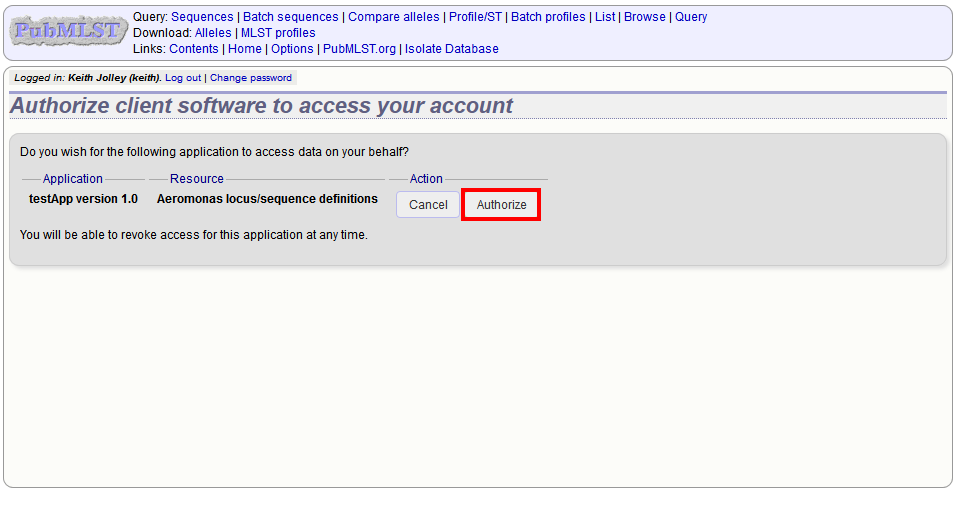 PubMLST
Query: Sequences | Batch sequences | Compare alleles | Profile/ST | Batch profiles | List | Browse | Query
Download: Alleles | MLST profiles
Links: Contents | Home | Options | PubMLST.org | Isolate Database
Logged in: Keith Jolley (keith). Log out | Change password
Authorize client software to access your account
Do you wish for the following application to access data on your behalf?
Application Resource Action
testApp version 1.0 Aeromonas locus/sequence definitions Cancel Authorize
You will be able to revoke access for this application at any time.